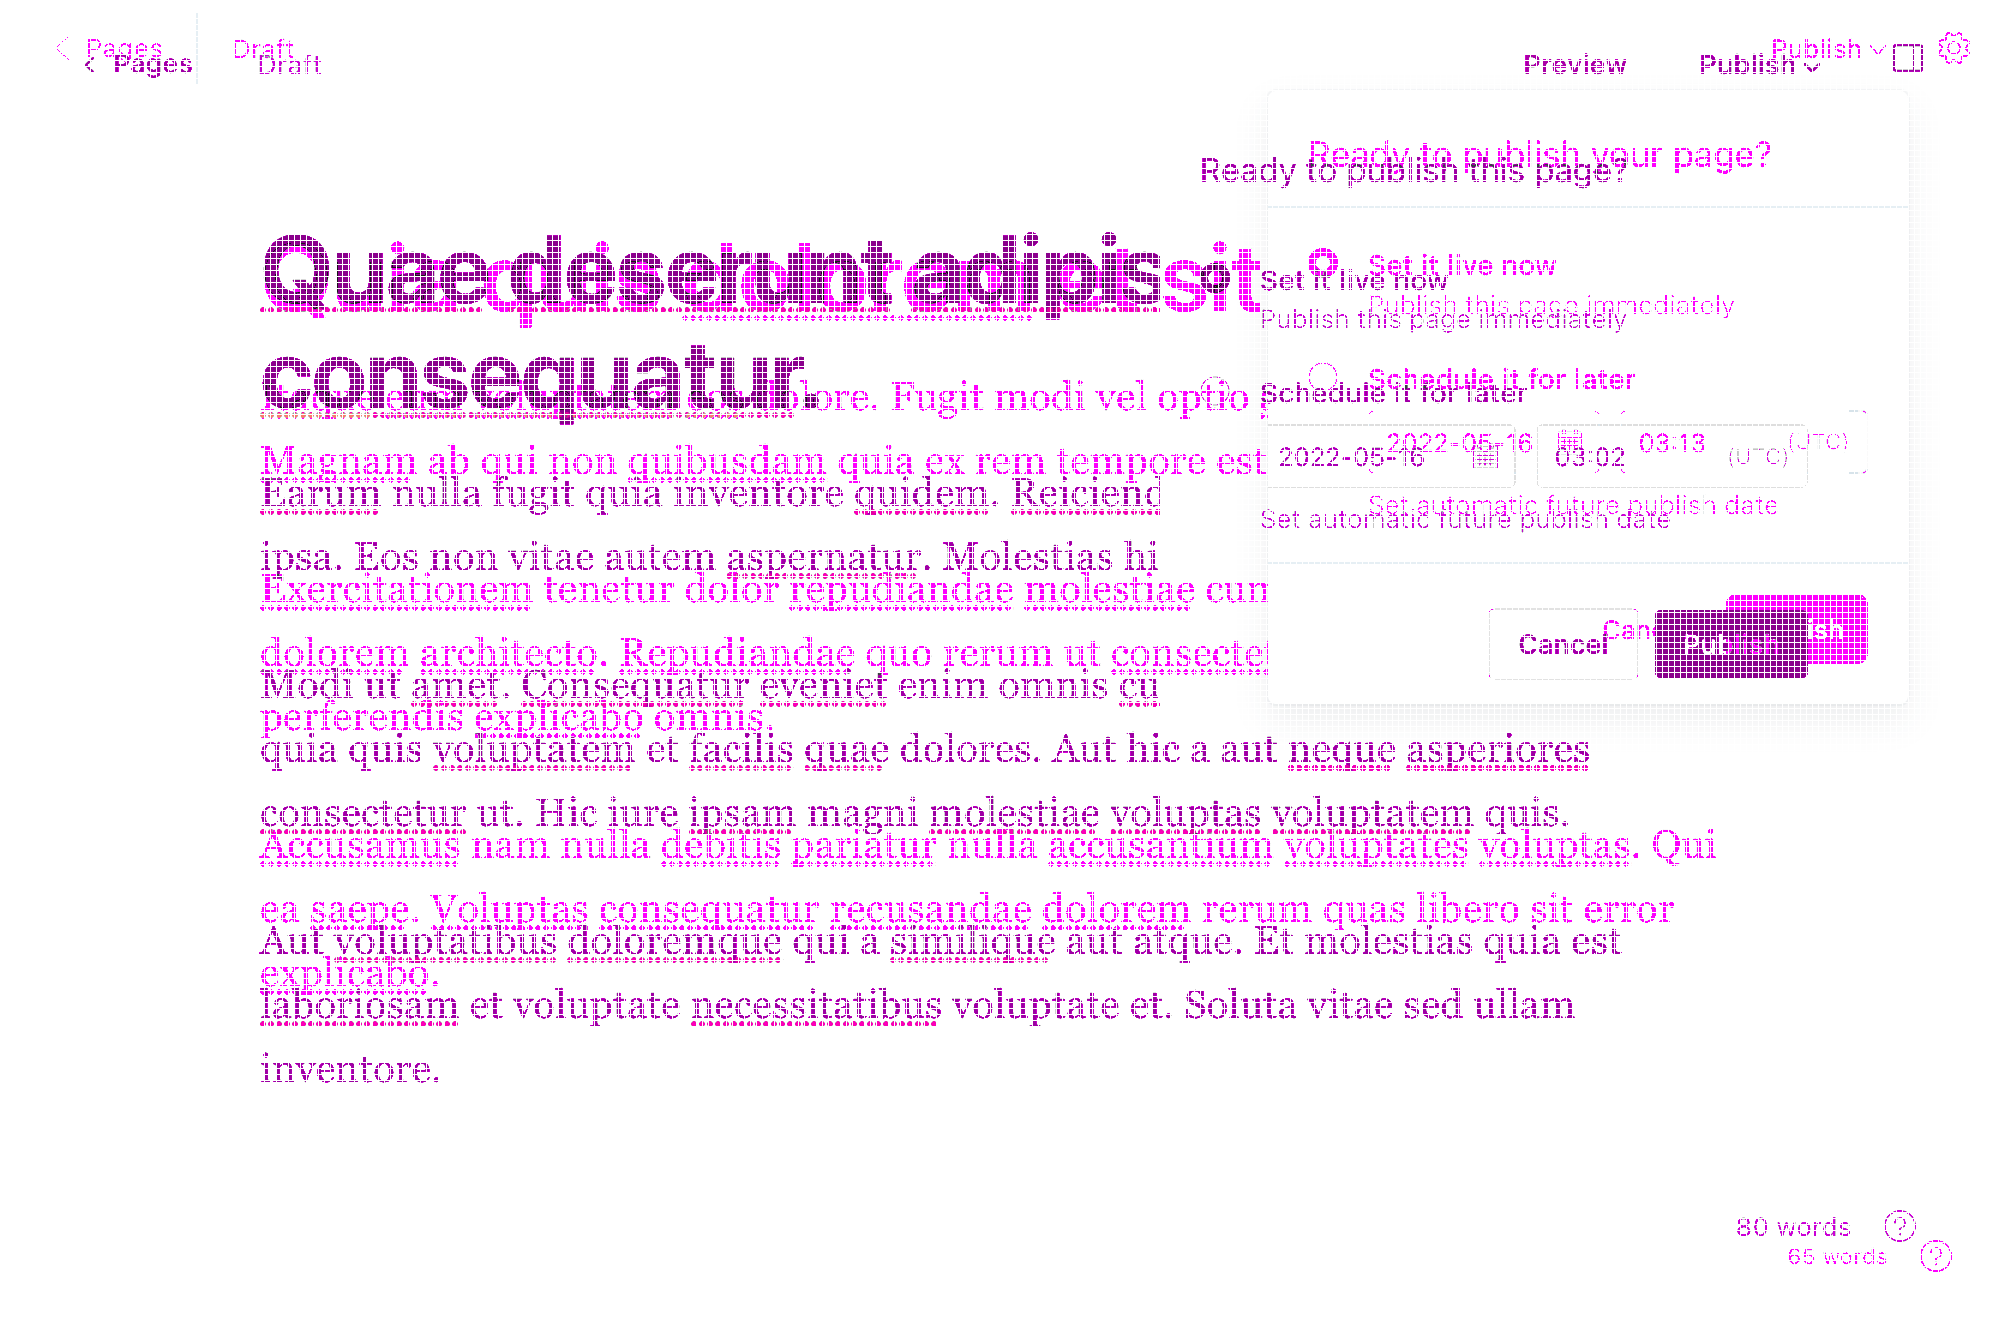 Pages Draft Publish
Pages Draft Preview Publish
Ready to publish your page?
Ready to publish this page?
Quae deserunt adipis
sit
Set it live now
Set it live now
Publish this page immediately
Publish this page immediately
consequatur.
Schedule it for later
Schedule it for later
Fugit modi vel optio
2022-05-16 03:13 (UTC)
2022-05-16 03:02 (UTC)
Magnam ab qui non quibusdam quia ex rem tempore est
Earum nulla fugit quia inventore quidem. Reiciend
Set automatic future publish date
Set automatic future publish date
ipsa. Eos non vitae autem aspernatur. Molestias hi
Exercitationem tenetur dolor repudiandae molestiae cum
Cancel Publish
dolorem architecto. Repudiandae quo rerum ut consectet
Modi ut amet. Consequatur eveniet enim omnis cu
perferendis explicabo omnis.
quia quis voluptatem et facilis quae dolores. Aut hic a aut neque asperiores
consectetur ut. Hic iure ipsam magni molestiae voluptas voluptatem quis.
Accusamus nam nulla debitis pariatur nulla accusantium voluptates voluptas. Qui
ea saepe. Voluptas consequatur recusandae dolorem rerum quas libero sit error
Aut voluptatibus doloremque qui a similique aut atque. Et molestias quia est
explicabo.
laboriosam et voluptate necessitatibus voluptate et. Soluta vitae sed ullam
inventore.
80 words ?
65 words ?